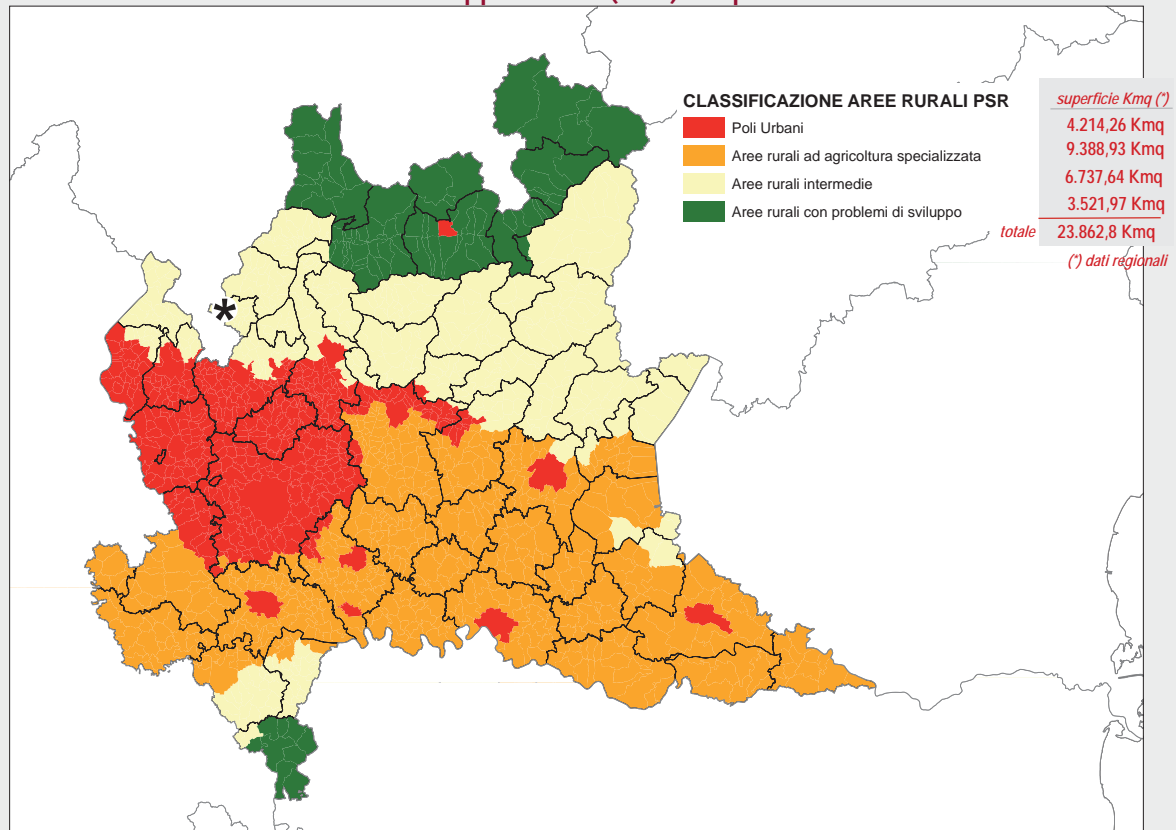 CLASSIFICAZIONE AREE RURALI PSR
Poli Urbani
Aree rurali ad agricoltura specializzata
Aree rurali intermedie
Aree rurali con problemi di sviluppo
superficie Kmq (*)
4.214,26 Kmq
9.388,93 Kmq
6.737,64 Kmq
3.521,97 Kmq
totale 23.862,8 Kmq
(*) dati regionali
*